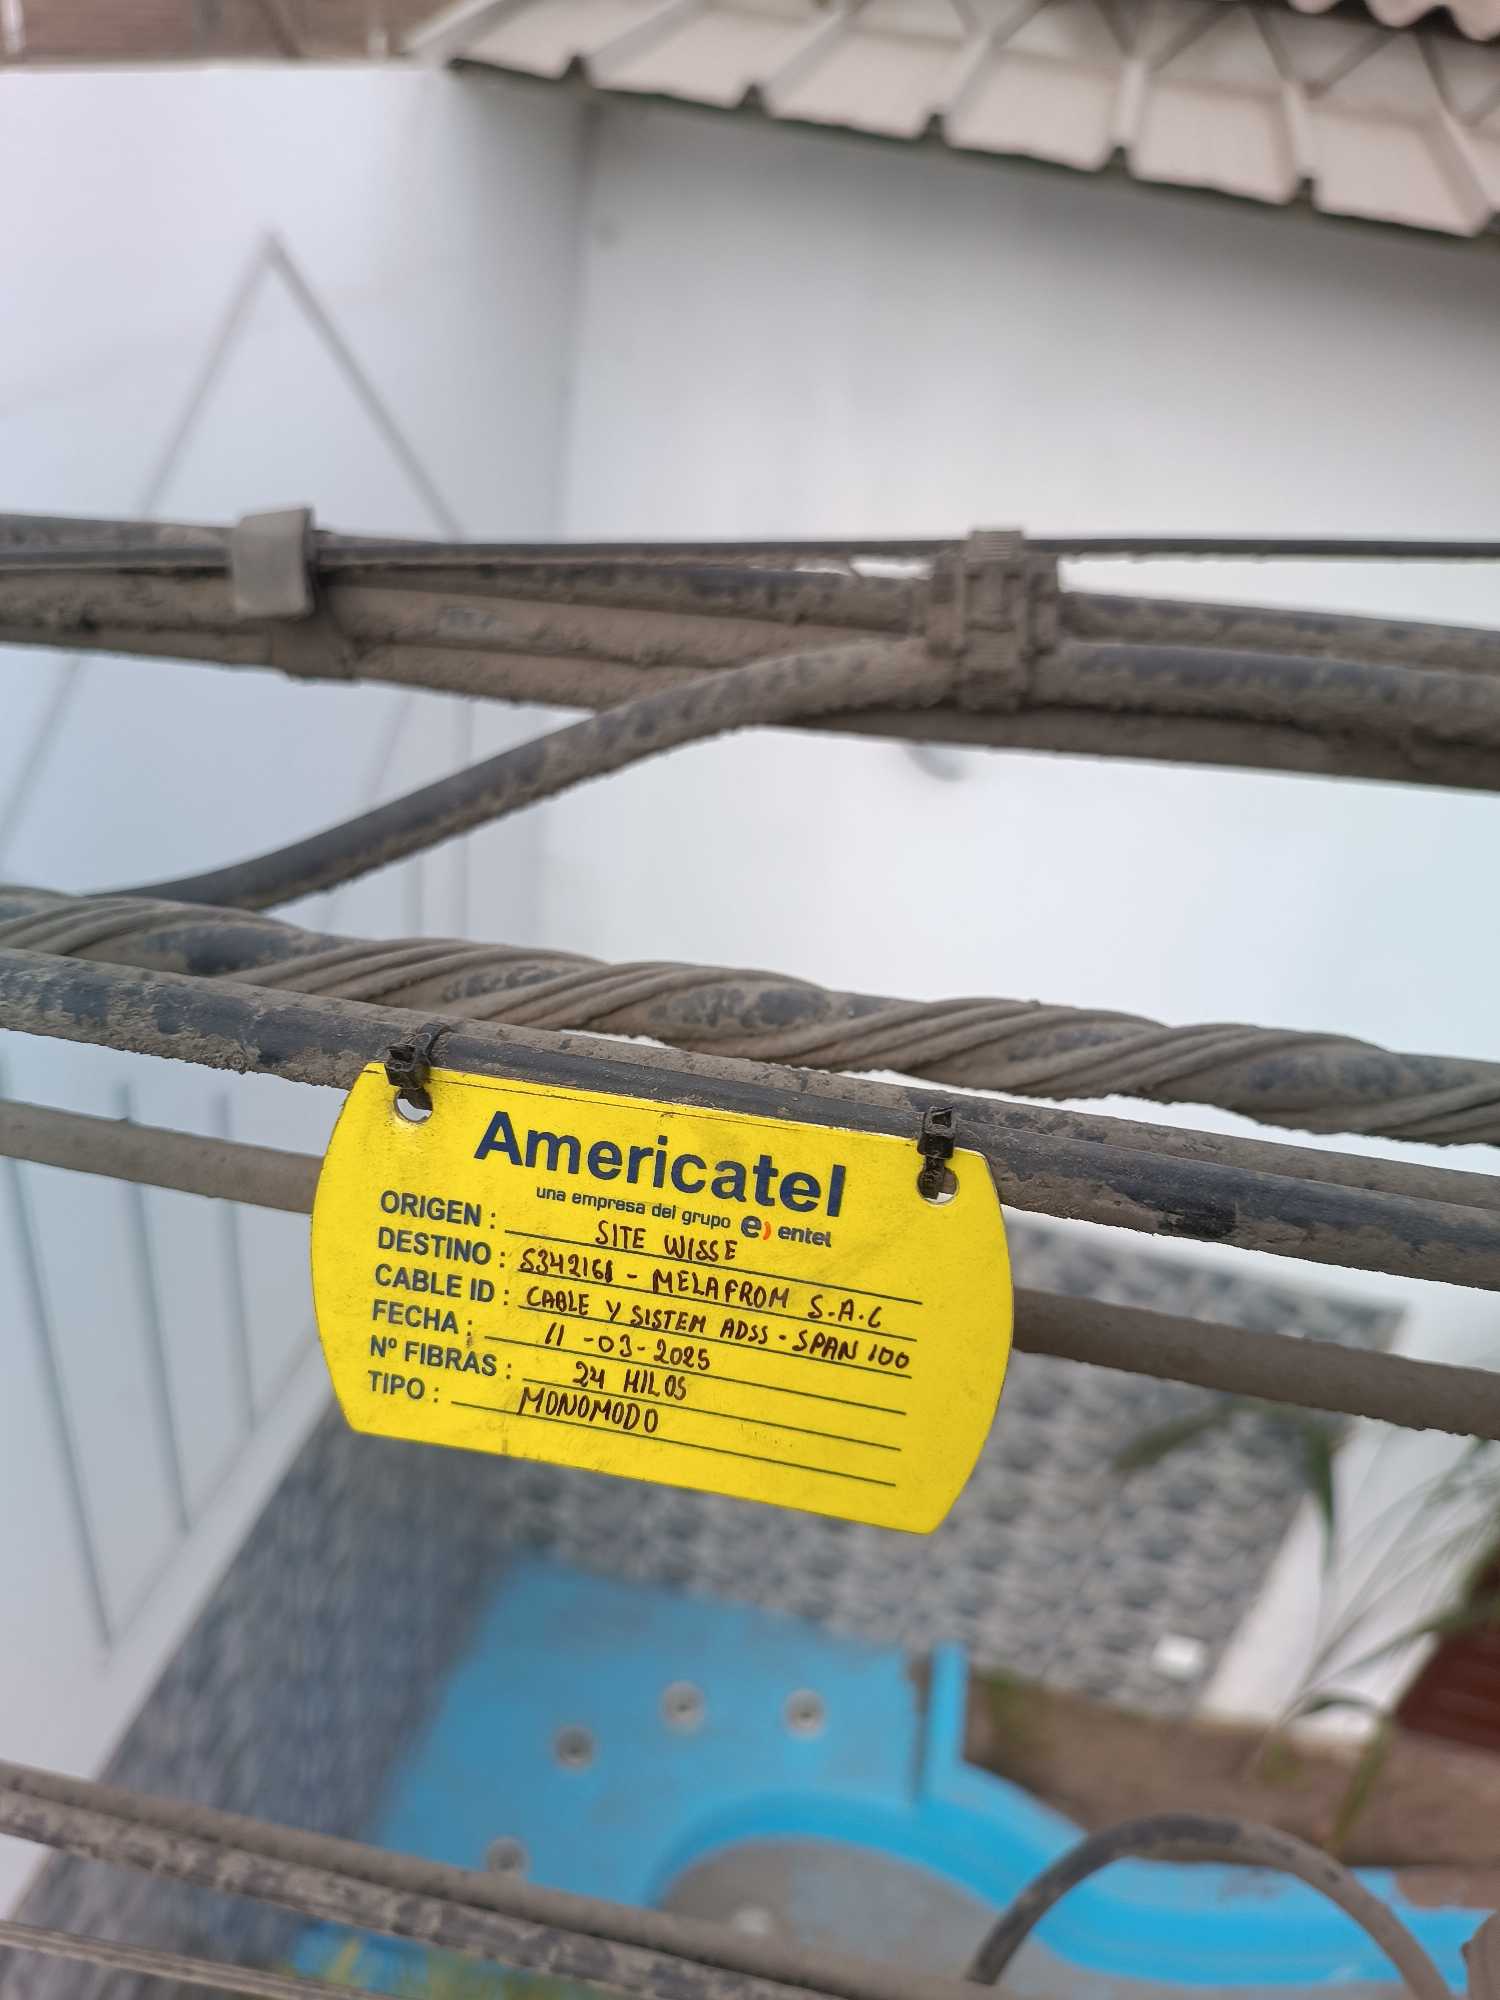 Americatel
una empresa del grupo e) entel
ORIGEN : SITE WISSE
DESTINO : S342168 - MELAFROM S.A.C
CABLE ID : CABLE Y SISTEM ADSS - SPAN 100
FECHA : 11 - 03 - 2025
Nº FIBRAS : 24 HILOS
TIPO : MONOMODO